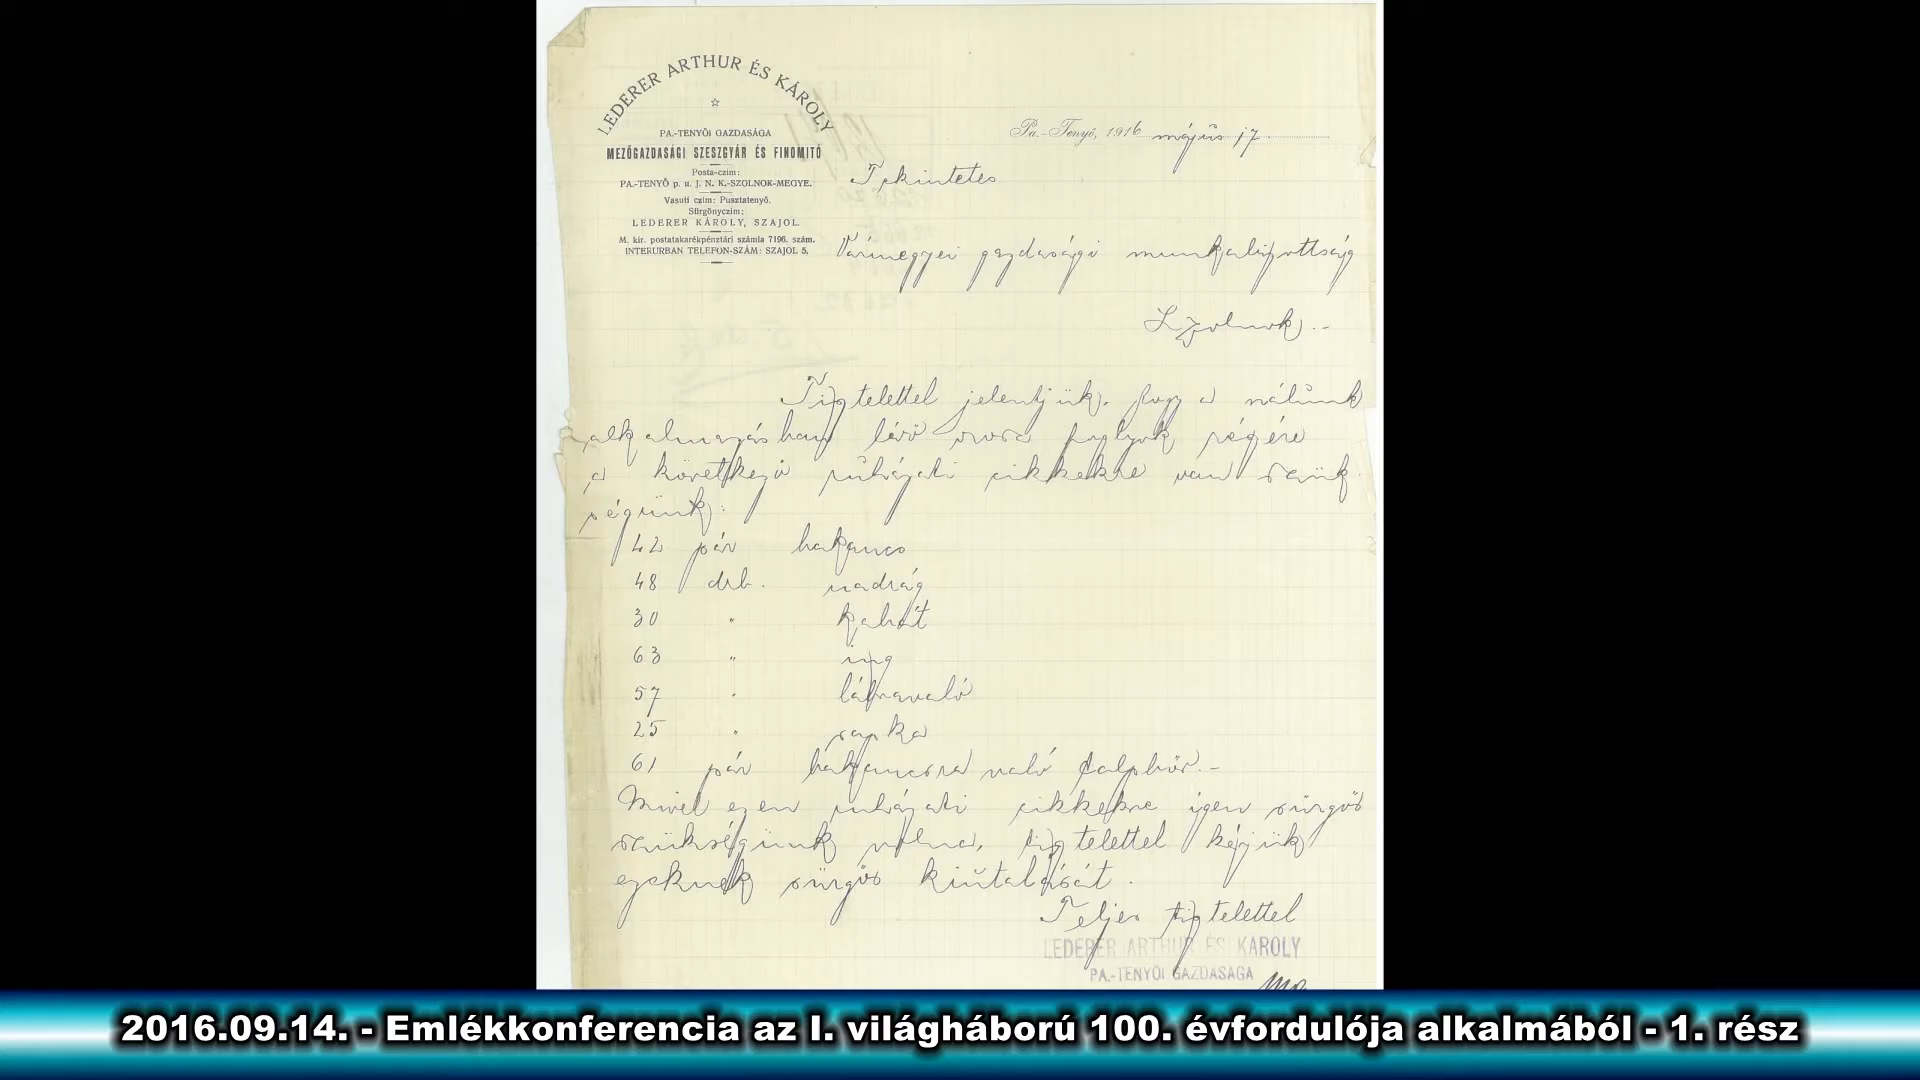 LEDERER ARTHUR ÉS KÁROLY
PA.-TENYŐI GAZDASÁGA
MEZŐGAZDASÁGI SZESZGYÁR ÉS FINOMITÓ
Posta-czim:
PA.-TENYŐ p. u. J. N. K.-SZOLNOK-MEGYE.
Vasuti czim: Pusztatenyő.
Sürgönyczim:
LEDERER KÁROLY, SZAJOL.
M. kir. postatakarékpénztári számla 7196. szám.
INTERURBAN TELEFON-SZÁM: SZAJOL 5.
Pa.-Tenyő, 1916 május 17.
Tekintetes
Vármegyei gazdasági munkabizottság
Szolnok.-
Tisztelettel jelentjük, hogy a nálunk
alkalmazásban lévő orosz foglyok részére
a következő ruházati cikkekre van szük-
ségünk:
42 pár bakancs
48 drb. nadrág
30 " kabát
63 " ing
57 " lábravaló
25 " sapka
61 pár bakancsra való talpbőr.-
Mivel ezen ruházati cikkekre igen sürgős
szükségünk volna, tisztelettel kérjük
ezeknek sürgős kiutalását.
Teljes tisztelettel
LEDERER ARTHUR ÉS KÁROLY
PA.-TENYŐI GAZDASÁGA
2016.09.14. - Emlékkonferencia az I. világháború 100. évfordulója alkalmából - 1. rész